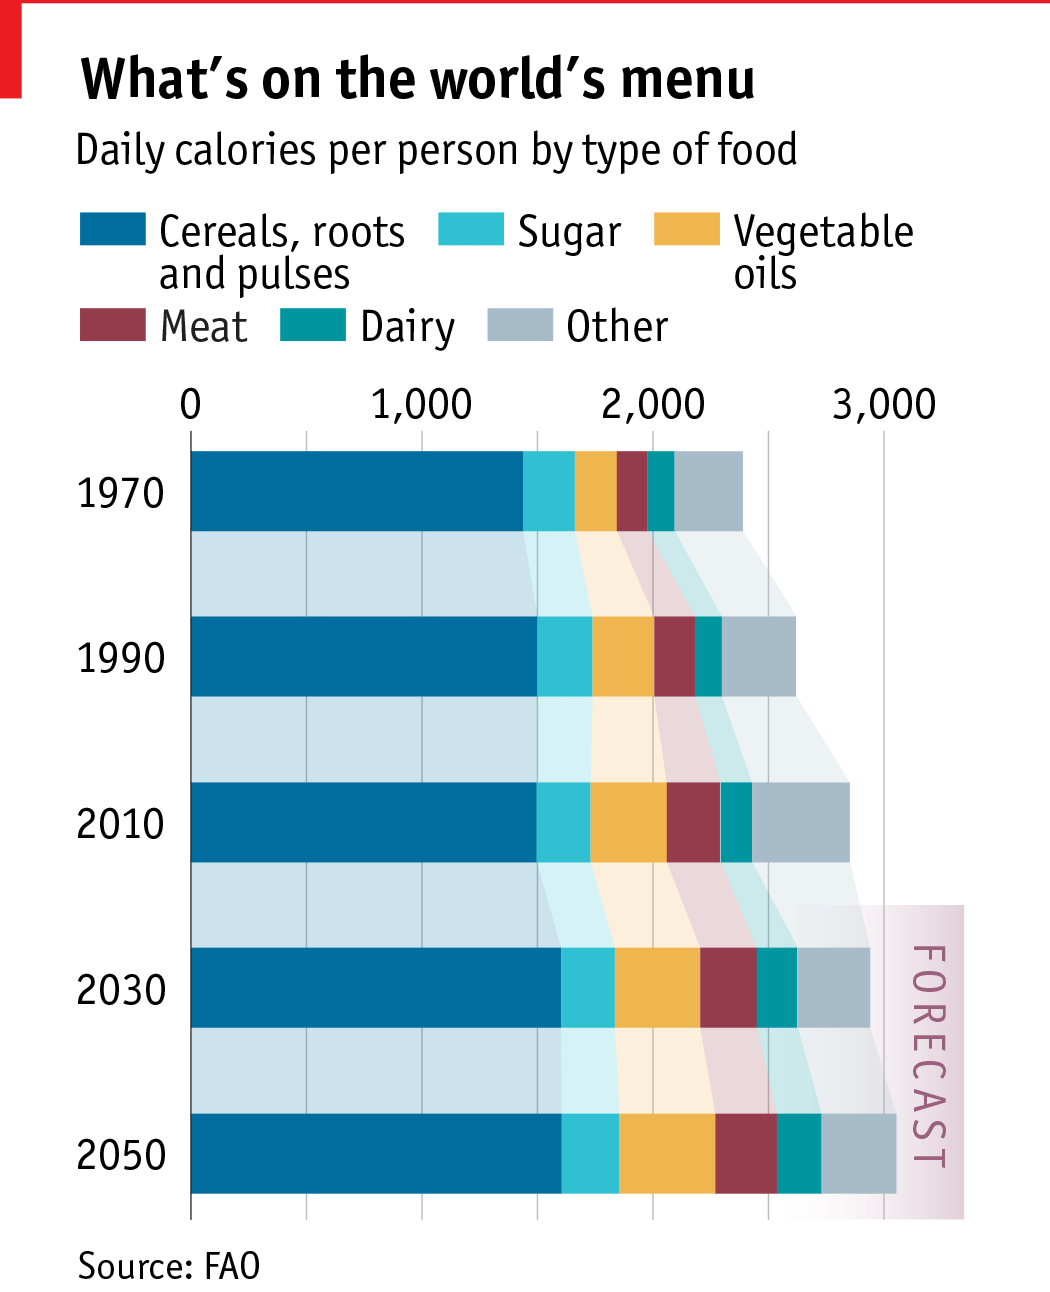 What’s on the world’s menu
Daily calories per person by type of food
Cereals, roots
and pulses
Sugar
Vegetable
oils
Meat
Dairy
Other
0 1,000 2,000 3,000
1970
1990
2010
2030
2050
FORECAST
Source: FAO